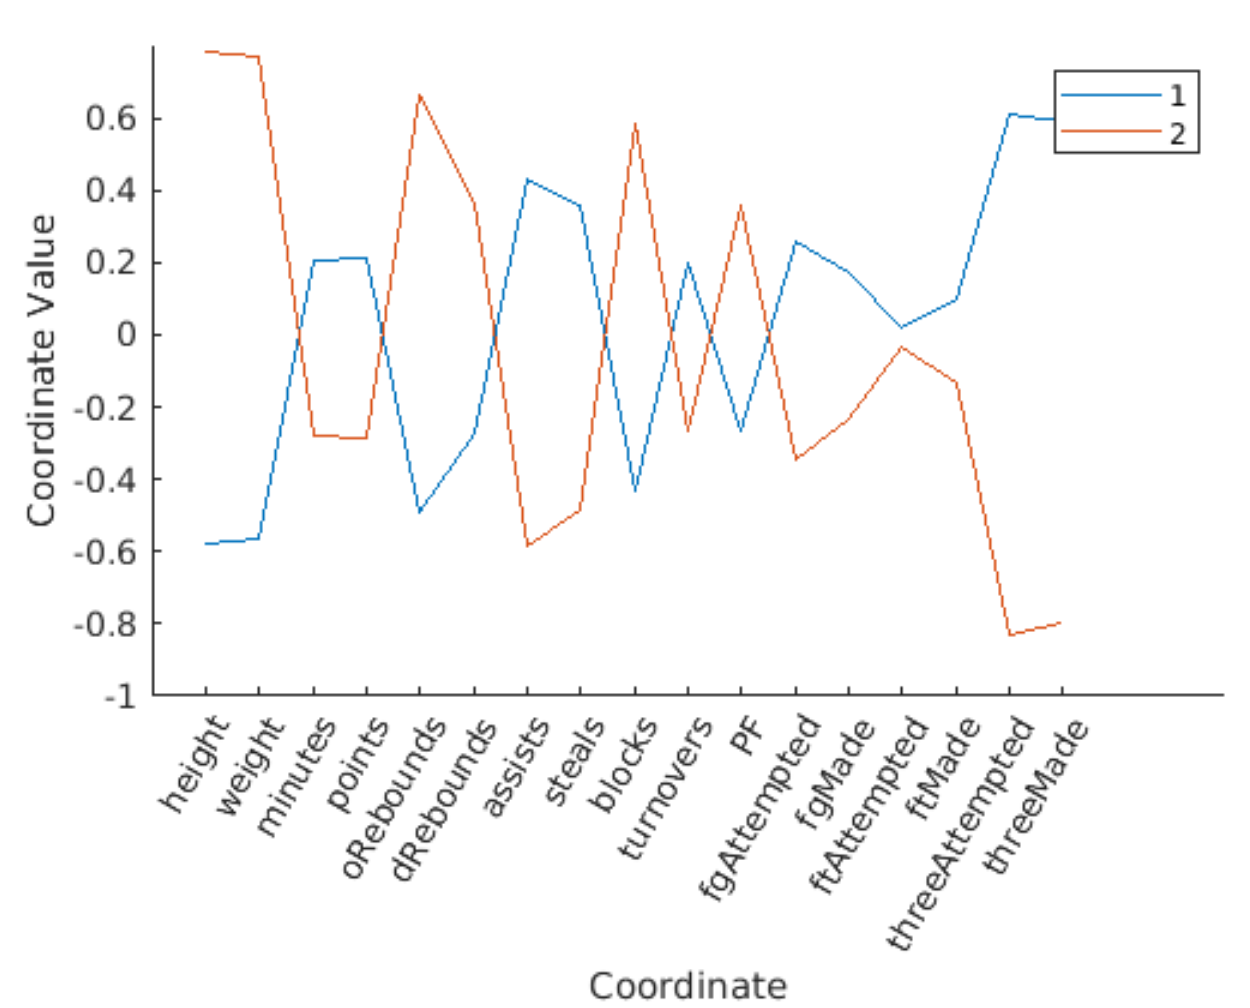 1
2
0.6
0.4
0.2
0
-0.2
-0.4
-0.6
-0.8
-1
Coordinate Value
height
weight
minutes
points
oRebounds
dRebounds
assists
steals
blocks
turnovers
PF
fgAttempted
fgMade
ftAttempted
ftMade
threeAttempted
threeMade
Coordinate